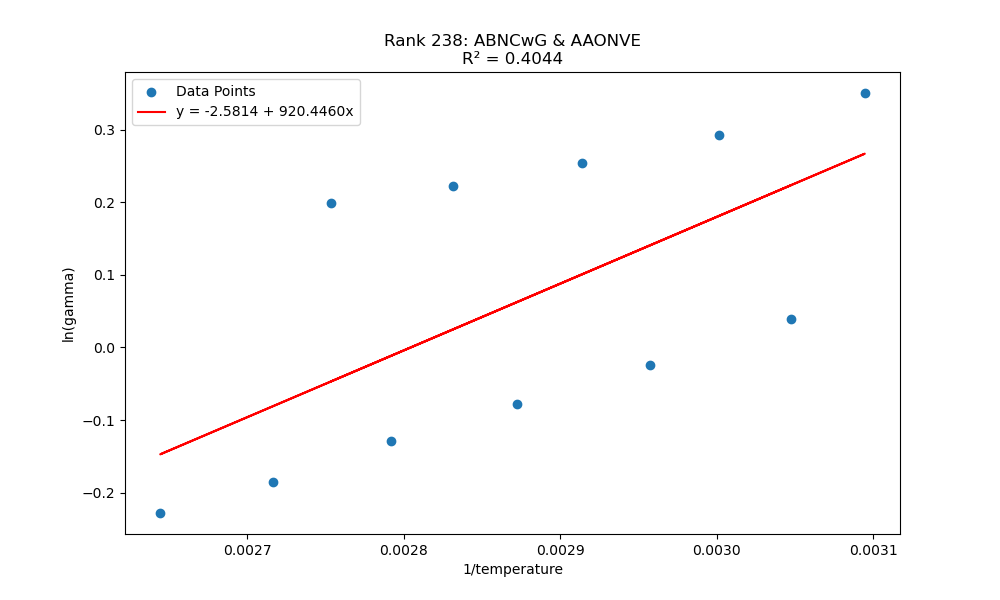 Rank 238: ABNCwG & AAONVE
R² = 0.4044
Data Points
y = -2.5814 + 920.4460x
0.3
0.2
0.1
0.0
−0.1
−0.2
ln(gamma)
0.0027
0.0028
0.0029
0.0030
0.0031
1/temperature